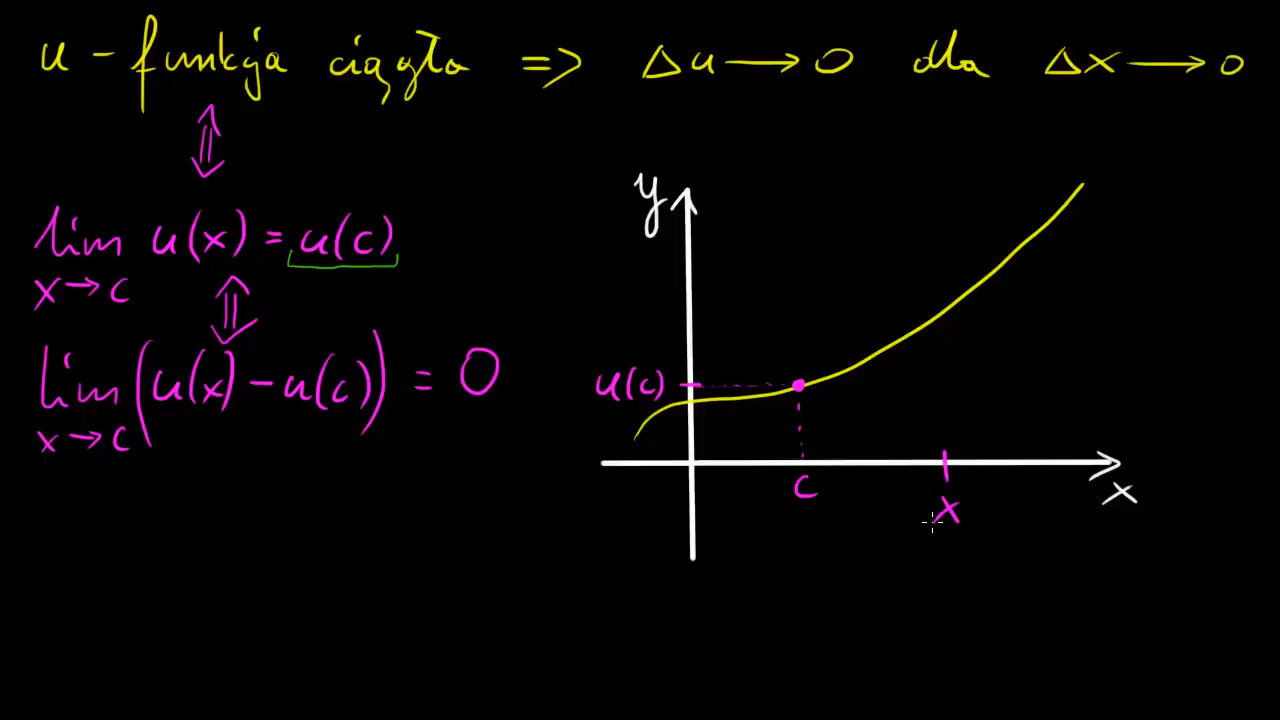 u - funkcja ciągła => Δu → 0 dla Δx → 0
⇕
lim u(x) = u(c)
x → c
⇕
lim (u(x) - u(c)) = 0
x → c
y
u(c)
c
x
x